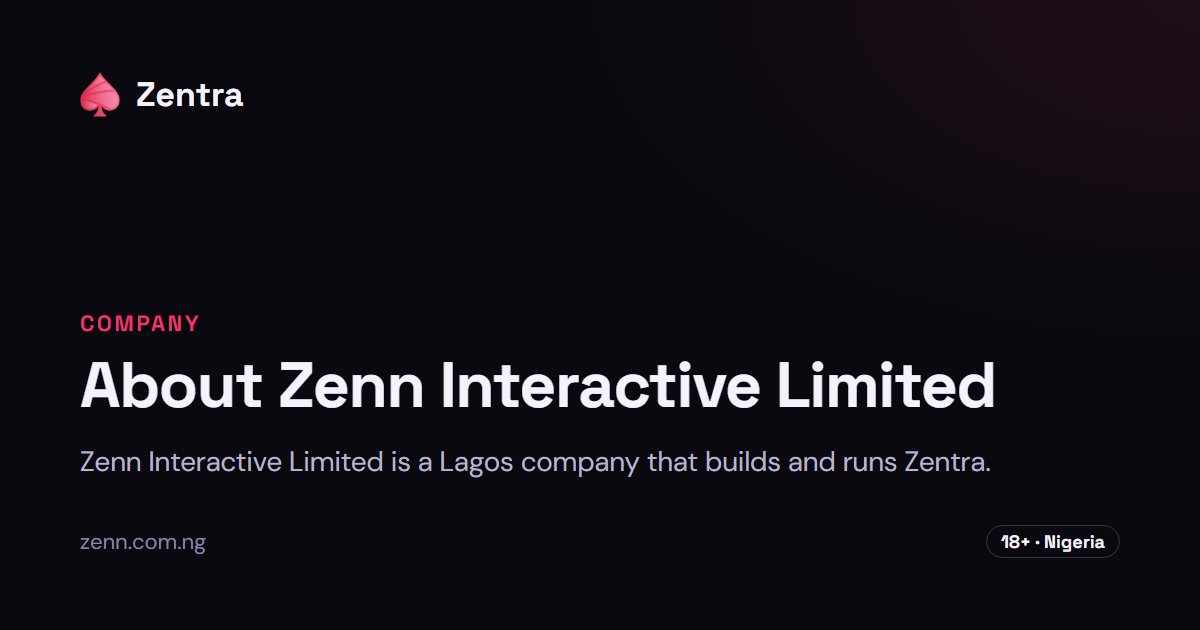 Zentra
COMPANY
About Zenn Interactive Limited
Zenn Interactive Limited is a Lagos company that builds and runs Zentra.
zenn.com.ng
18+ · Nigeria